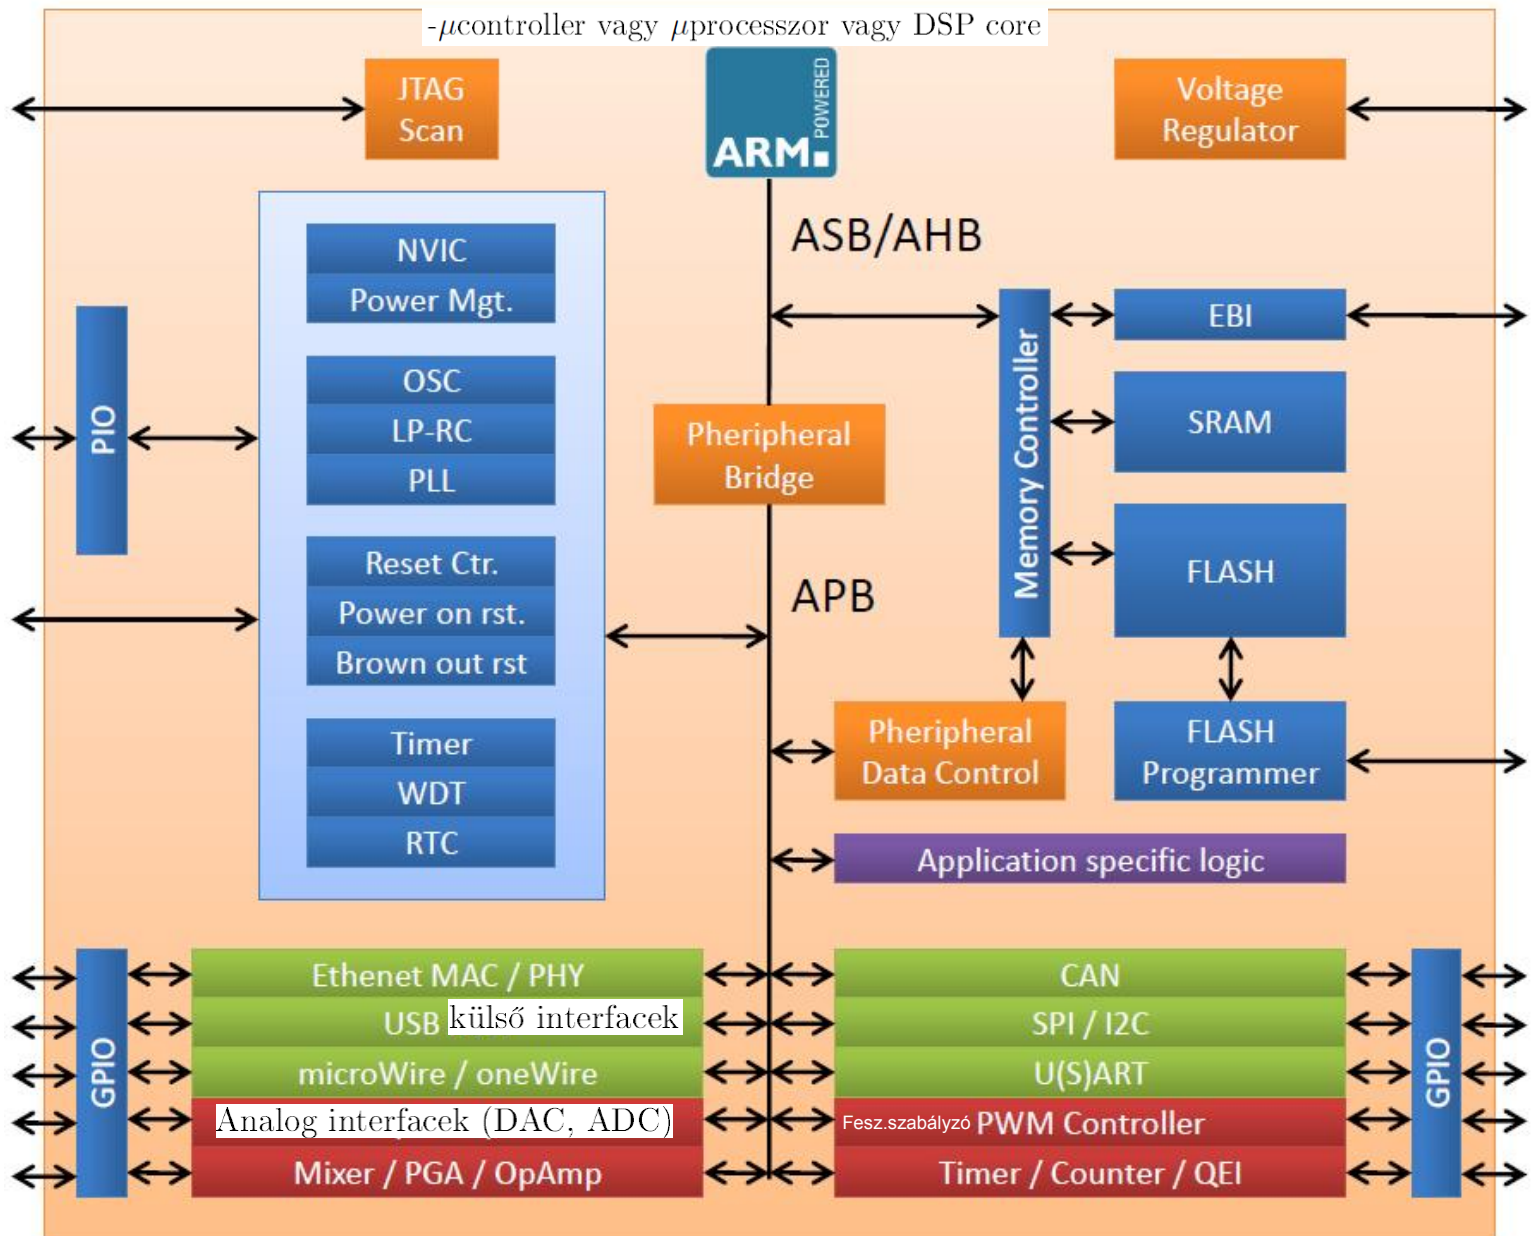 -μcontroller vagy μprocesszor vagy DSP core
JTAG
Scan
ARM POWERED
Voltage
Regulator
ASB/AHB
NVIC
Power Mgt.
OSC
LP-RC
PLL
Reset Ctr.
Power on rst.
Brown out rst
Timer
WDT
RTC
PIO
Pheripheral
Bridge
APB
Memory Controller
EBI
SRAM
FLASH
Pheripheral
Data Control
FLASH
Programmer
Application specific logic
GPIO
Ethenet MAC / PHY
USB külső interfacek
microWire / oneWire
Analog interfacek (DAC, ADC)
Mixer / PGA / OpAmp
CAN
SPI / I2C
U(S)ART
Fesz.szabályzó PWM Controller
Timer / Counter / QEI
GPIO